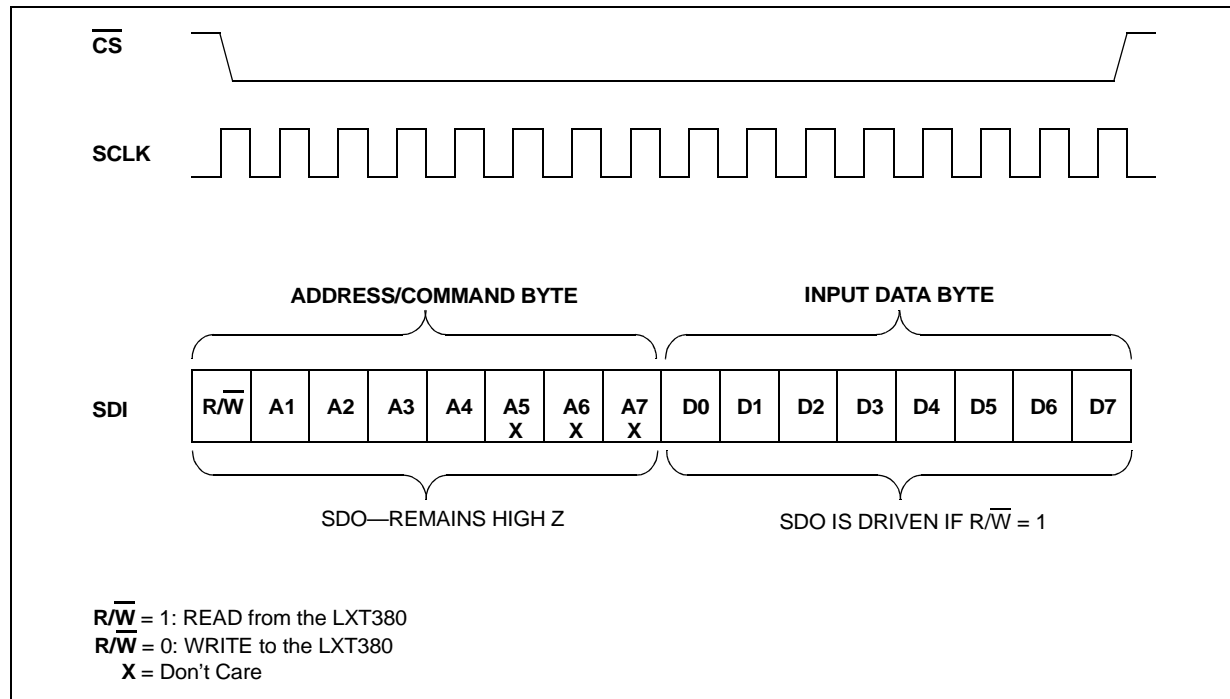 CS
SCLK
ADDRESS/COMMAND BYTE INPUT DATA BYTE
SDI R/W A1 A2 A3 A4 A5 A6 A7 D0 D1 D2 D3 D4 D5 D6 D7
X X X
SDO—REMAINS HIGH Z SDO IS DRIVEN IF R/W = 1
R/W = 1: READ from the LXT380
R/W = 0: WRITE to the LXT380
X = Don't Care